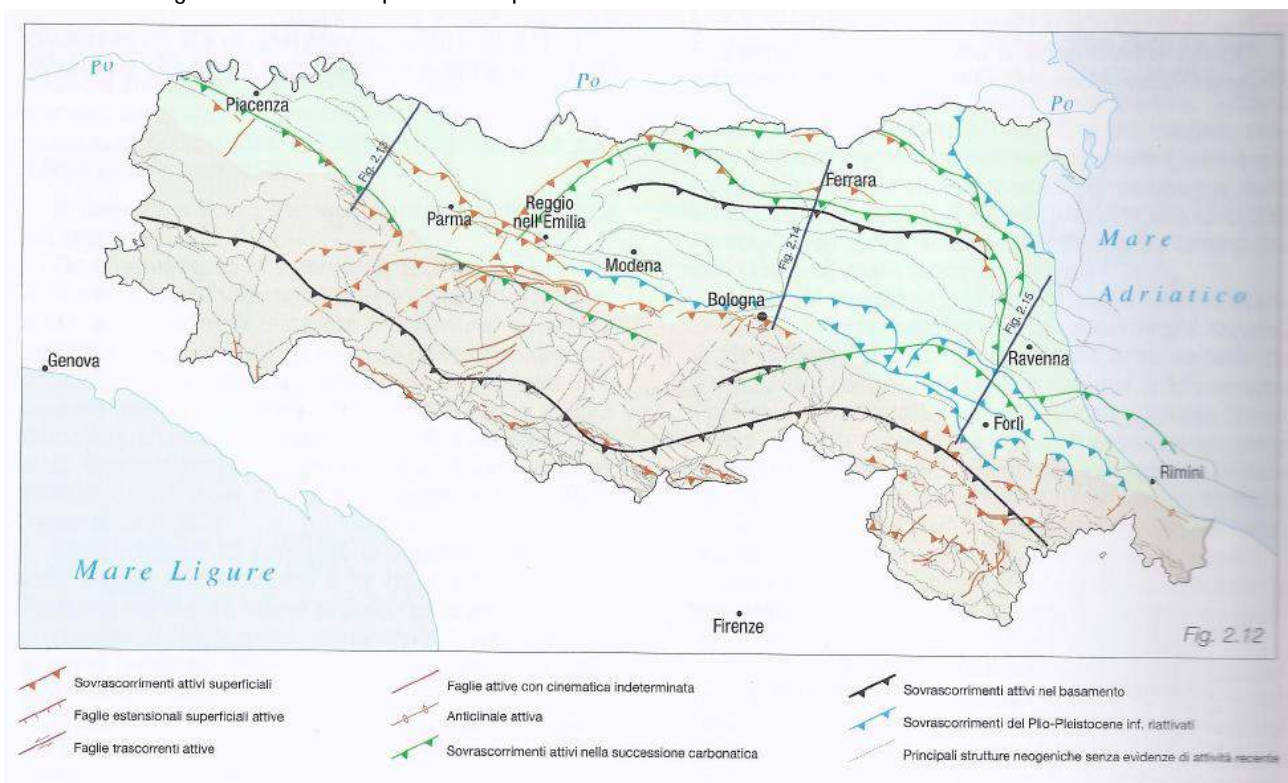 Po
Po
Po
Piacenza
Fig. 2.13
Parma
Reggio
nell'Emilia
Modena
Ferrara
Fig. 2.14
Bologna
Mare
Adriatico
Fig. 2.15
Ravenna
Genova
Forlì
Rimini
Mare Ligure
Firenze
Fig. 2.12
Sovrascorrimenti attivi superficiali
Faglie estensionali superficiali attive
Faglie trascorrenti attive
Faglie attive con cinematica indeterminata
Anticlinale attiva
Sovrascorrimenti attivi nella successione carbonatica
Sovrascorrimenti attivi nel basamento
Sovrascorrimenti del Plio-Pleistocene inf. riattivati
Principali strutture neogeniche senza evidenze di attività recente